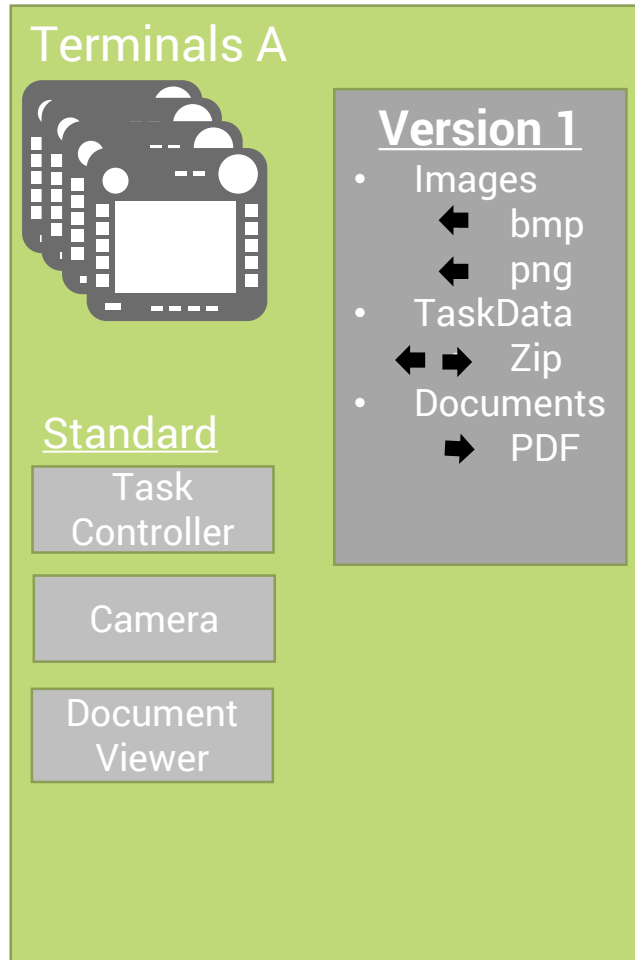 Terminals A
Version 1
• Images
bmp
png
• TaskData
Zip
• Documents
PDF
Standard
Task
Controller
Camera
Document
Viewer